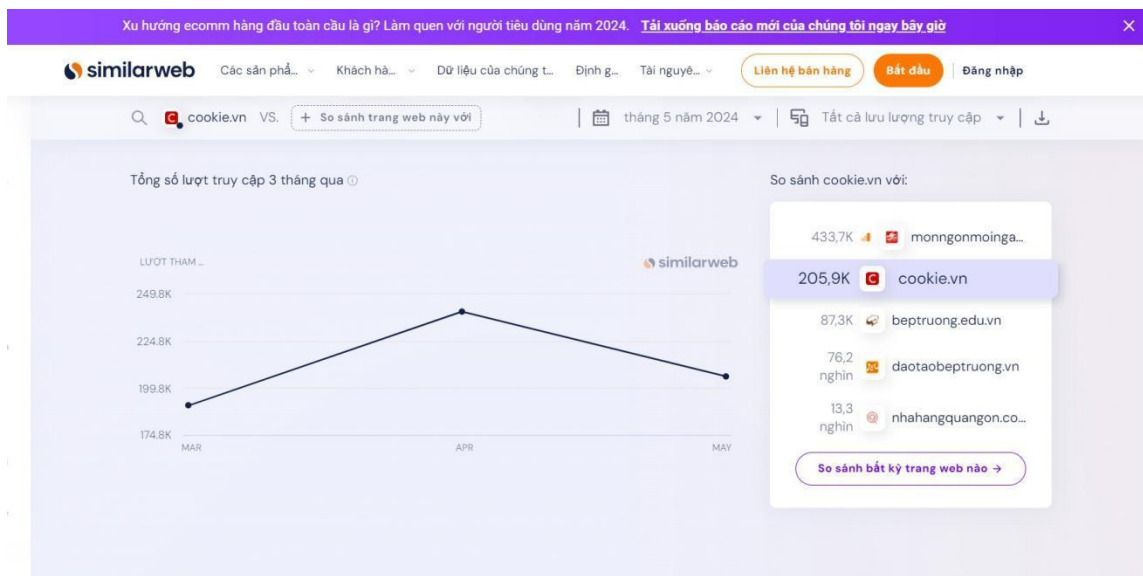 Xu hướng ecomm hàng đầu toàn cầu là gì? Làm quen với người tiêu dùng năm 2024. Tải xuống báo cáo mới của chúng tôi ngay bây giờ
similarweb Các sản phẩ... Khách hà... Dữ liệu của chúng t... Định g... Tài nguyê... Liên hệ bán hàng Bắt đầu Đăng nhập
cookie.vn VS. + So sánh trang web này với tháng 5 năm 2024 Tất cả lưu lượng truy cập
Tổng số lượt truy cập 3 tháng qua
LƯỢT THAM ...
similarweb
249.8K
224.8K
199.8K
174.8K
MAR APR MAY
So sánh cookie.vn với:
433,7K monngonmoinga...
205,9K cookie.vn
87,3K beptruong.edu.vn
76,2
nghìn
daotaobeptruong.vn
13,3
nghìn
nhahangquangon.co...
So sánh bất kỳ trang web nào →